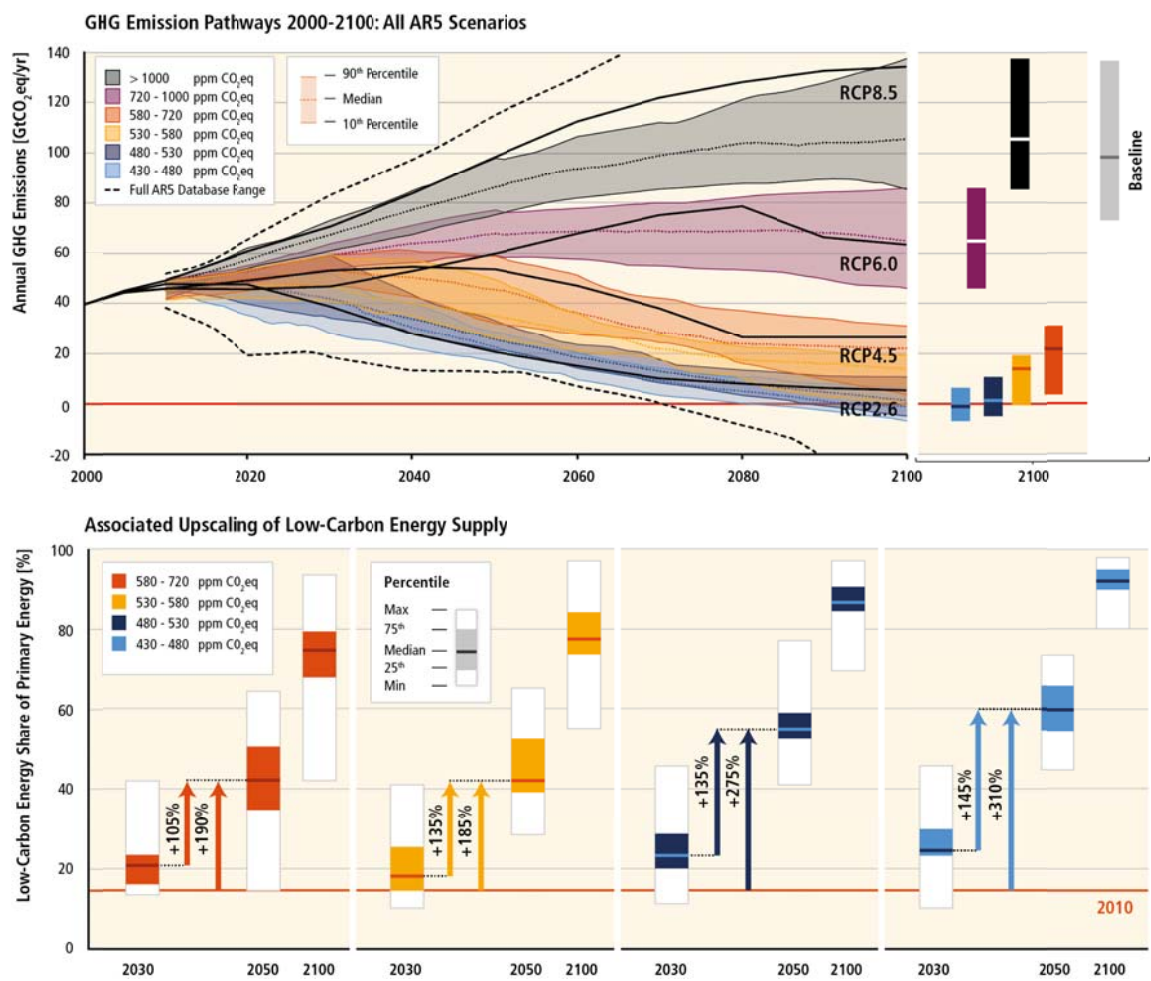 GHG Emission Pathways 2000-2100: All AR5 Scenarios
Annual GHG Emissions [GtCO2eq/yr]
140
120
100
80
60
40
20
0
-20
> 1000 ppm CO2eq
720 - 1000 ppm CO2eq
580 - 720 ppm CO2eq
530 - 580 ppm CO2eq
480 - 530 ppm CO2eq
430 - 480 ppm CO2eq
Full AR5 Database Range
90th Percentile
Median
10th Percentile
RCP8.5
RCP6.0
RCP4.5
RCP2.6
Baseline
2000
2020
2040
2060
2080
2100
2100
Associated Upscaling of Low-Carbon Energy Supply
Low-Carbon Energy Share of Primary Energy [%]
100
80
60
40
20
0
580 - 720 ppm C02eq
530 - 580 ppm C02eq
480 - 530 ppm C02eq
430 - 480 ppm C02eq
Percentile
Max
75th
Median
25th
Min
+105%
+190%
+135%
+185%
+135%
+275%
+145%
+310%
2010
2030
2050
2100
2030
2050
2100
2030
2050
2100
2030
2050
2100